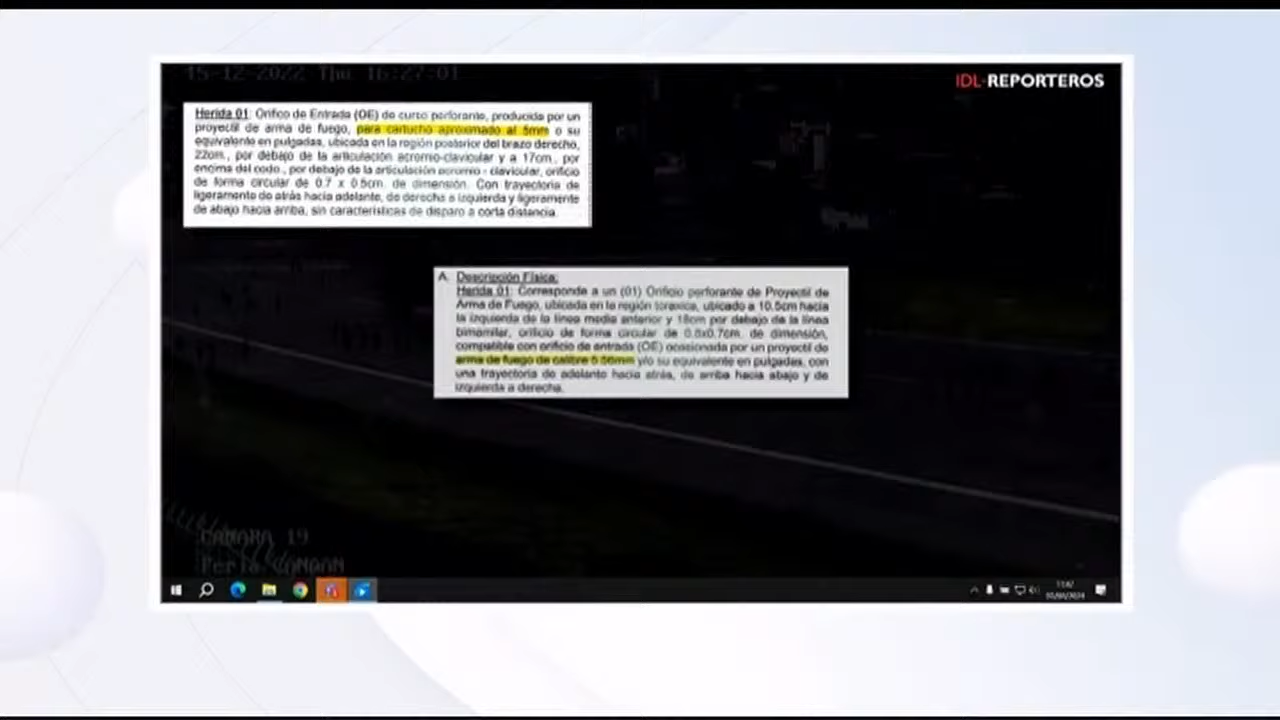 15-12-2022 Thu 16:27:01
IDL-REPORTEROS
Herida 01: Orifico de Entrada (OE) de curso perforante, producida por un
proyectil de arma de fuego, para cartucho aproximado al 5mm o su
equivalente en pulgadas, ubicada en la región posterior del brazo derecho,
22cm., por debajo de la articulación acromo-clavicular y a 17cm., por
encima del codo., por debajo de la articulación acromo - clavicular, orificio
de forma circular de 0.7 x 0.5cm. de dimensión. Con trayectoria de
ligeramente de atrás hacia adelante, de derecha a izquierda y ligeramente
de abajo hacia arriba, sin características de disparo a corta distancia.
A. Descripción Física:
Herida 01: Corresponde a un (01) Orificio perforante de Proyectil de
Arma de Fuego, ubicada en la región toraxica, ubicado a 10.5cm hacia
la izquierda de la línea media anterior y 18cm por debajo de la línea
bimamilar, orificio de forma circular de 0.8x0.7cm. de dimensión,
compatible con orificio de entrada (OE) ocasionada por un proyectil de
arma de fuego de calibre 5.56mm y/o su equivalente en pulgadas, con
una trayectoria de adelante hacia atrás, de arriba hacia abajo y de
izquierda a derecha.
CAMARA 19